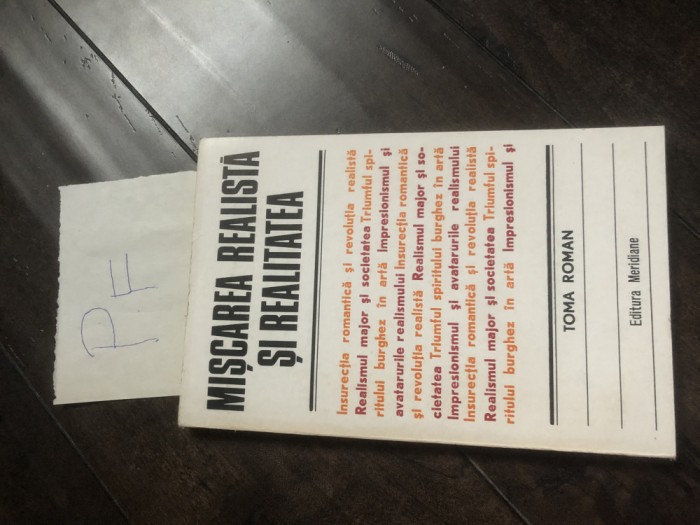 MIȘCAREA REALISTĂ
ȘI REALITATEA
Insurecția romantică și revoluția realistă
Realismul major și societatea Triumful spi-
ritului burghez în artă Impresionismul și
avatarurile realismului Insurecția romantică
și revoluția realistă Realismul major și so-
cietatea Triumful spiritului burghez în artă
Impresionismul și avatarurile realismului
Insurecția romantică și revoluția realistă
Realismul major și societatea Triumful spi-
ritului burghez în artă Impresionismul și
TOMA ROMAN
Editura Meridiane
PF